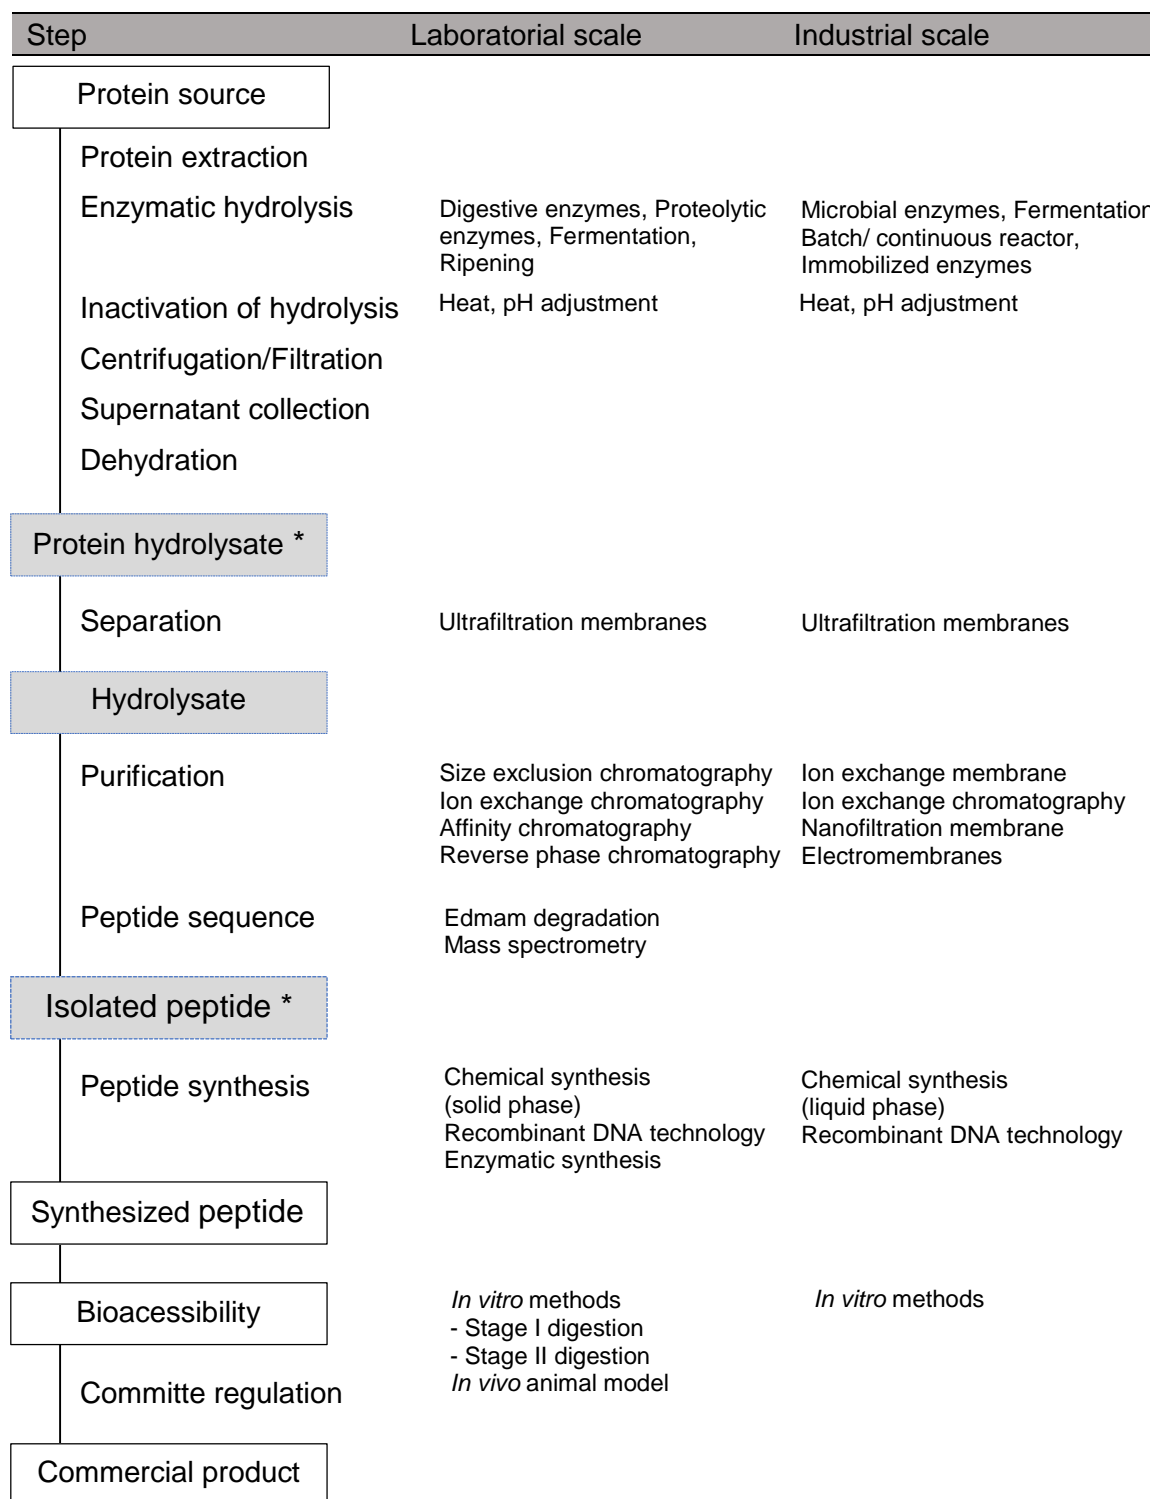 Step Laboratorial scale Industrial scale
Protein source
Protein extraction
Enzymatic hydrolysis
Digestive enzymes, Proteolytic
enzymes, Fermentation,
Ripening
Microbial enzymes, Fermentation
Batch/ continuous reactor,
Immobilized enzymes
Inactivation of hydrolysis
Heat, pH adjustment
Heat, pH adjustment
Centrifugation/Filtration
Supernatant collection
Dehydration
Protein hydrolysate *
Separation
Ultrafiltration membranes
Ultrafiltration membranes
Hydrolysate
Purification
Size exclusion chromatography
Ion exchange chromatography
Affinity chromatography
Reverse phase chromatography
Ion exchange membrane
Ion exchange chromatography
Nanofiltration membrane
Electromembranes
Peptide sequence
Edmam degradation
Mass spectrometry
Isolated peptide *
Peptide synthesis
Chemical synthesis
(solid phase)
Recombinant DNA technology
Enzymatic synthesis
Chemical synthesis
(liquid phase)
Recombinant DNA technology
Synthesized peptide
Bioacessibility
In vitro methods
- Stage I digestion
- Stage II digestion
In vivo animal model
In vitro methods
Committe regulation
Commercial product